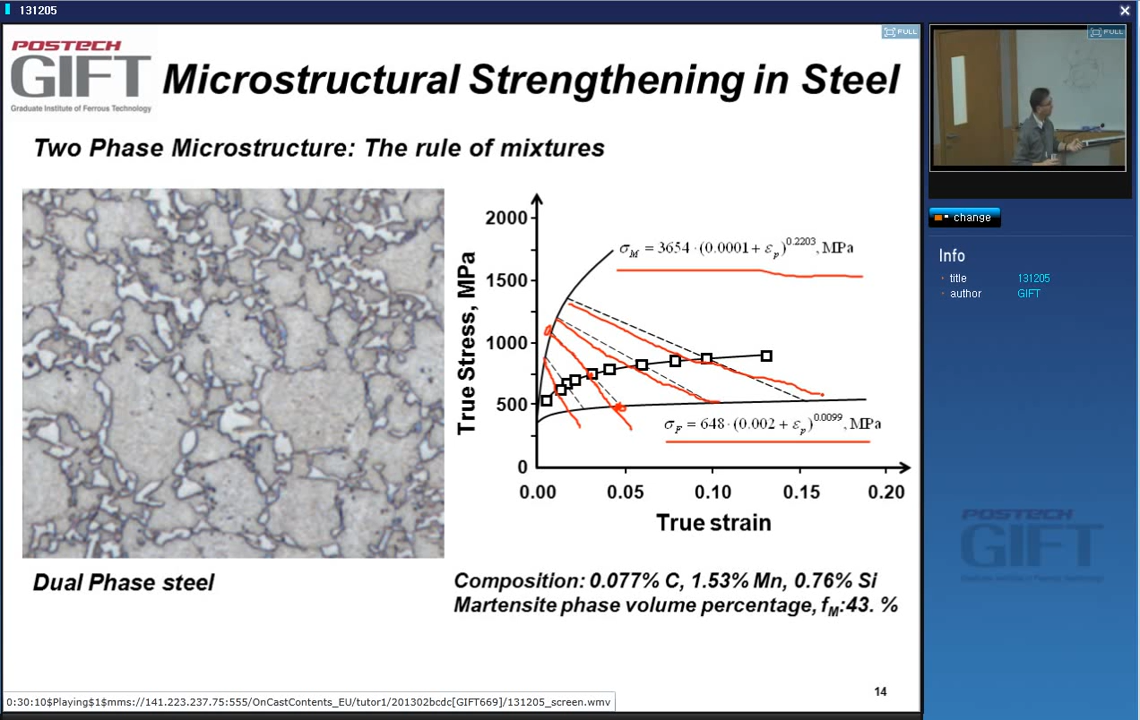 131205
FULL
FULL
POSTECH
GIFT
Graduate Institute of Ferrous Technology
Microstructural Strengthening in Steel
Two Phase Microstructure: The rule of mixtures
True Stress, MPa
2000
1500
1000
500
0
0.00 0.05 0.10 0.15 0.20
True strain
σM = 3654 · (0.0001 + εp)^0.2203, MPa
σF = 648 · (0.002 + εp)^0.0099, MPa
Dual Phase steel
Composition: 0.077% C, 1.53% Mn, 0.76% Si
Martensite phase volume percentage, fM:43. %
14
0:30:10$Playing$1$mms://141.223.237.75:555/OnCastContents_EU/tutor1/201302bcdc[GIFT669]/131205_screen.wmv
change
Info
title 131205
author GIFT
POSTECH
GIFT